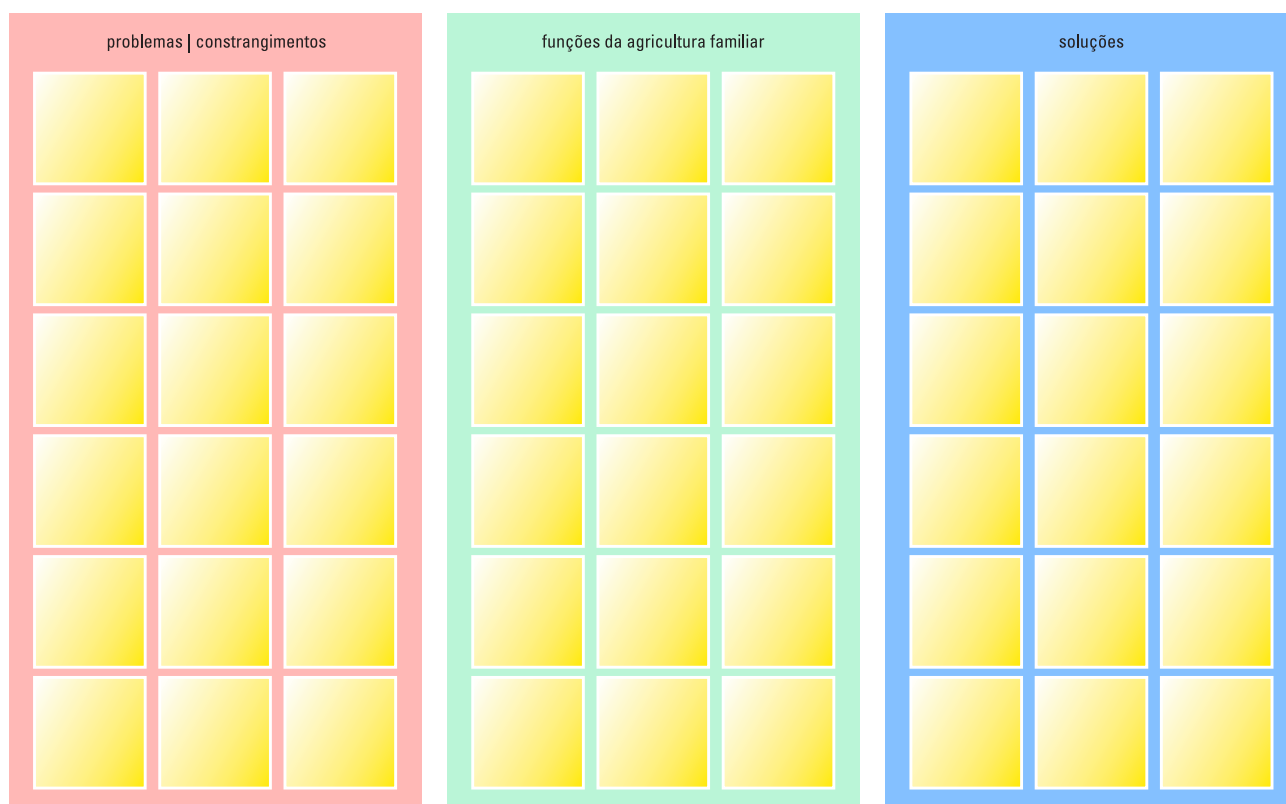 problemas | constrangimentos
funções da agricultura familiar
soluções